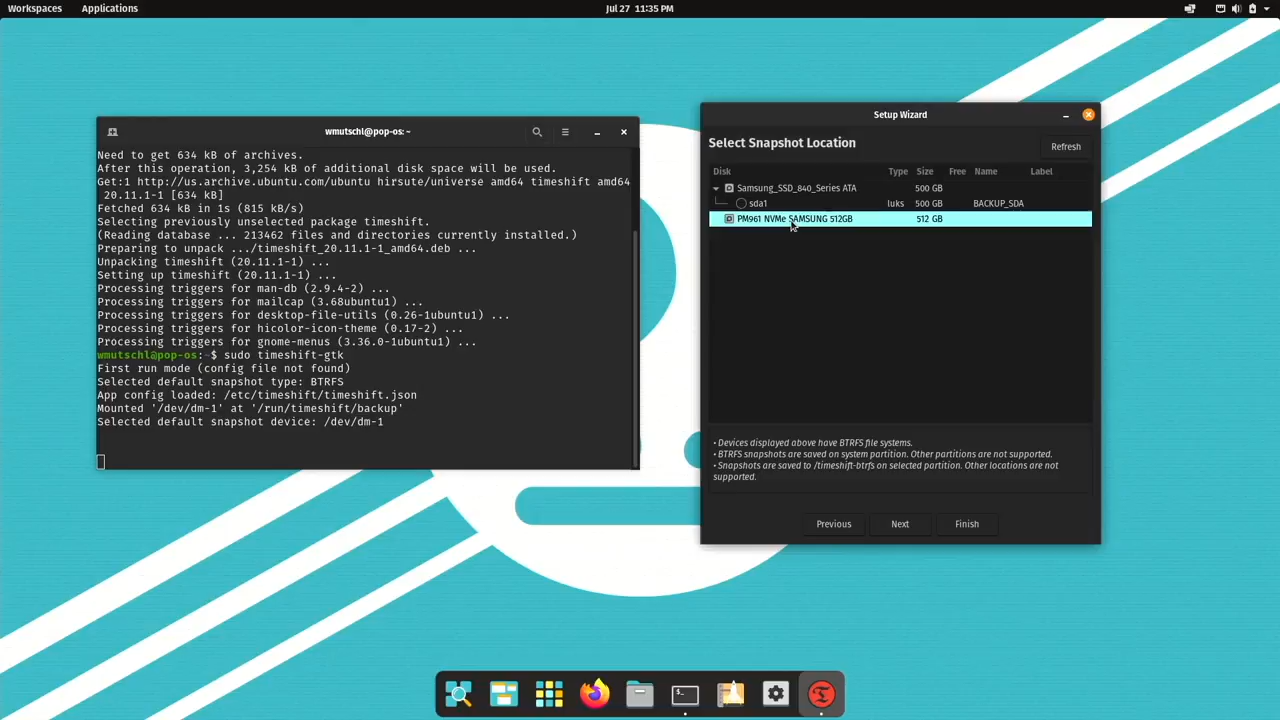 Workspaces Applications Jul 27 11:35 PM
wmutschl@pop-os: ~
Need to get 634 kB of archives.
After this operation, 3,254 kB of additional disk space will be used.
Get:1 http://us.archive.ubuntu.com/ubuntu hirsute/universe amd64 timeshift amd64
 20.11.1-1 [634 kB]
Fetched 634 kB in 1s (815 kB/s)
Selecting previously unselected package timeshift.
(Reading database ... 213462 files and directories currently installed.)
Preparing to unpack .../timeshift_20.11.1-1_amd64.deb ...
Unpacking timeshift (20.11.1-1) ...
Setting up timeshift (20.11.1-1) ...
Processing triggers for man-db (2.9.4-2) ...
Processing triggers for mailcap (3.68ubuntu1) ...
Processing triggers for desktop-file-utils (0.26-1ubuntu1) ...
Processing triggers for hicolor-icon-theme (0.17-2) ...
Processing triggers for gnome-menus (3.36.0-1ubuntu1) ...
wmutschl@pop-os:~$ sudo timeshift-gtk
First run mode (config file not found)
Selected default snapshot type: BTRFS
App config loaded: /etc/timeshift/timeshift.json
Mounted '/dev/dm-1' at '/run/timeshift/backup'
Selected default snapshot device: /dev/dm-1
Setup Wizard
Select Snapshot Location
Refresh
Disk Type Size Free Name Label
Samsung_SSD_840_Series ATA 500 GB
sda1 luks 500 GB BACKUP_SDA
PM961 NVMe SAMSUNG 512GB 512 GB
• Devices displayed above have BTRFS file systems.
• BTRFS snapshots are saved on system partition. Other partitions are not supported.
• Snapshots are saved to /timeshift-btrfs on selected partition. Other locations are not
supported.
Previous Next Finish